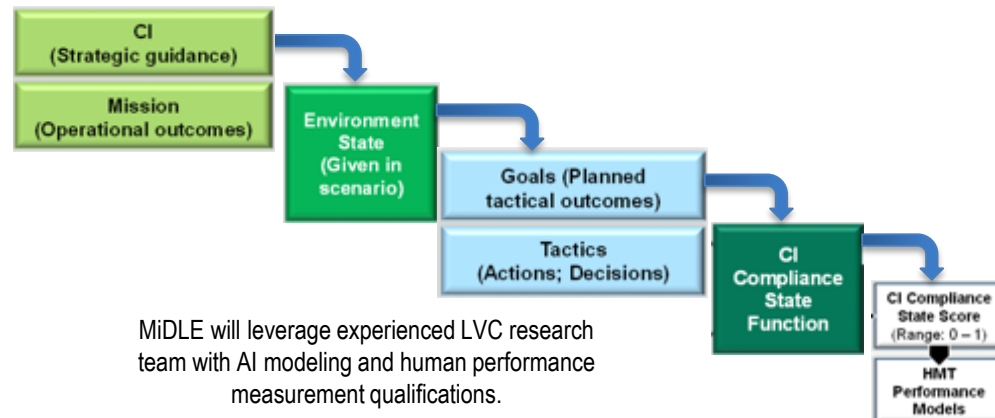 CI
(Strategic guidance)
Mission
(Operational outcomes)
Environment
State
(Given in
scenario)
Goals (Planned
tactical outcomes)
Tactics
(Actions; Decisions)
CI
Compliance
State
Function
CI Compliance
State Score
(Range: 0 – 1)
HMT
Performance
Models
MiDLE will leverage experienced LVC research
team with AI modeling and human performance
measurement qualifications.